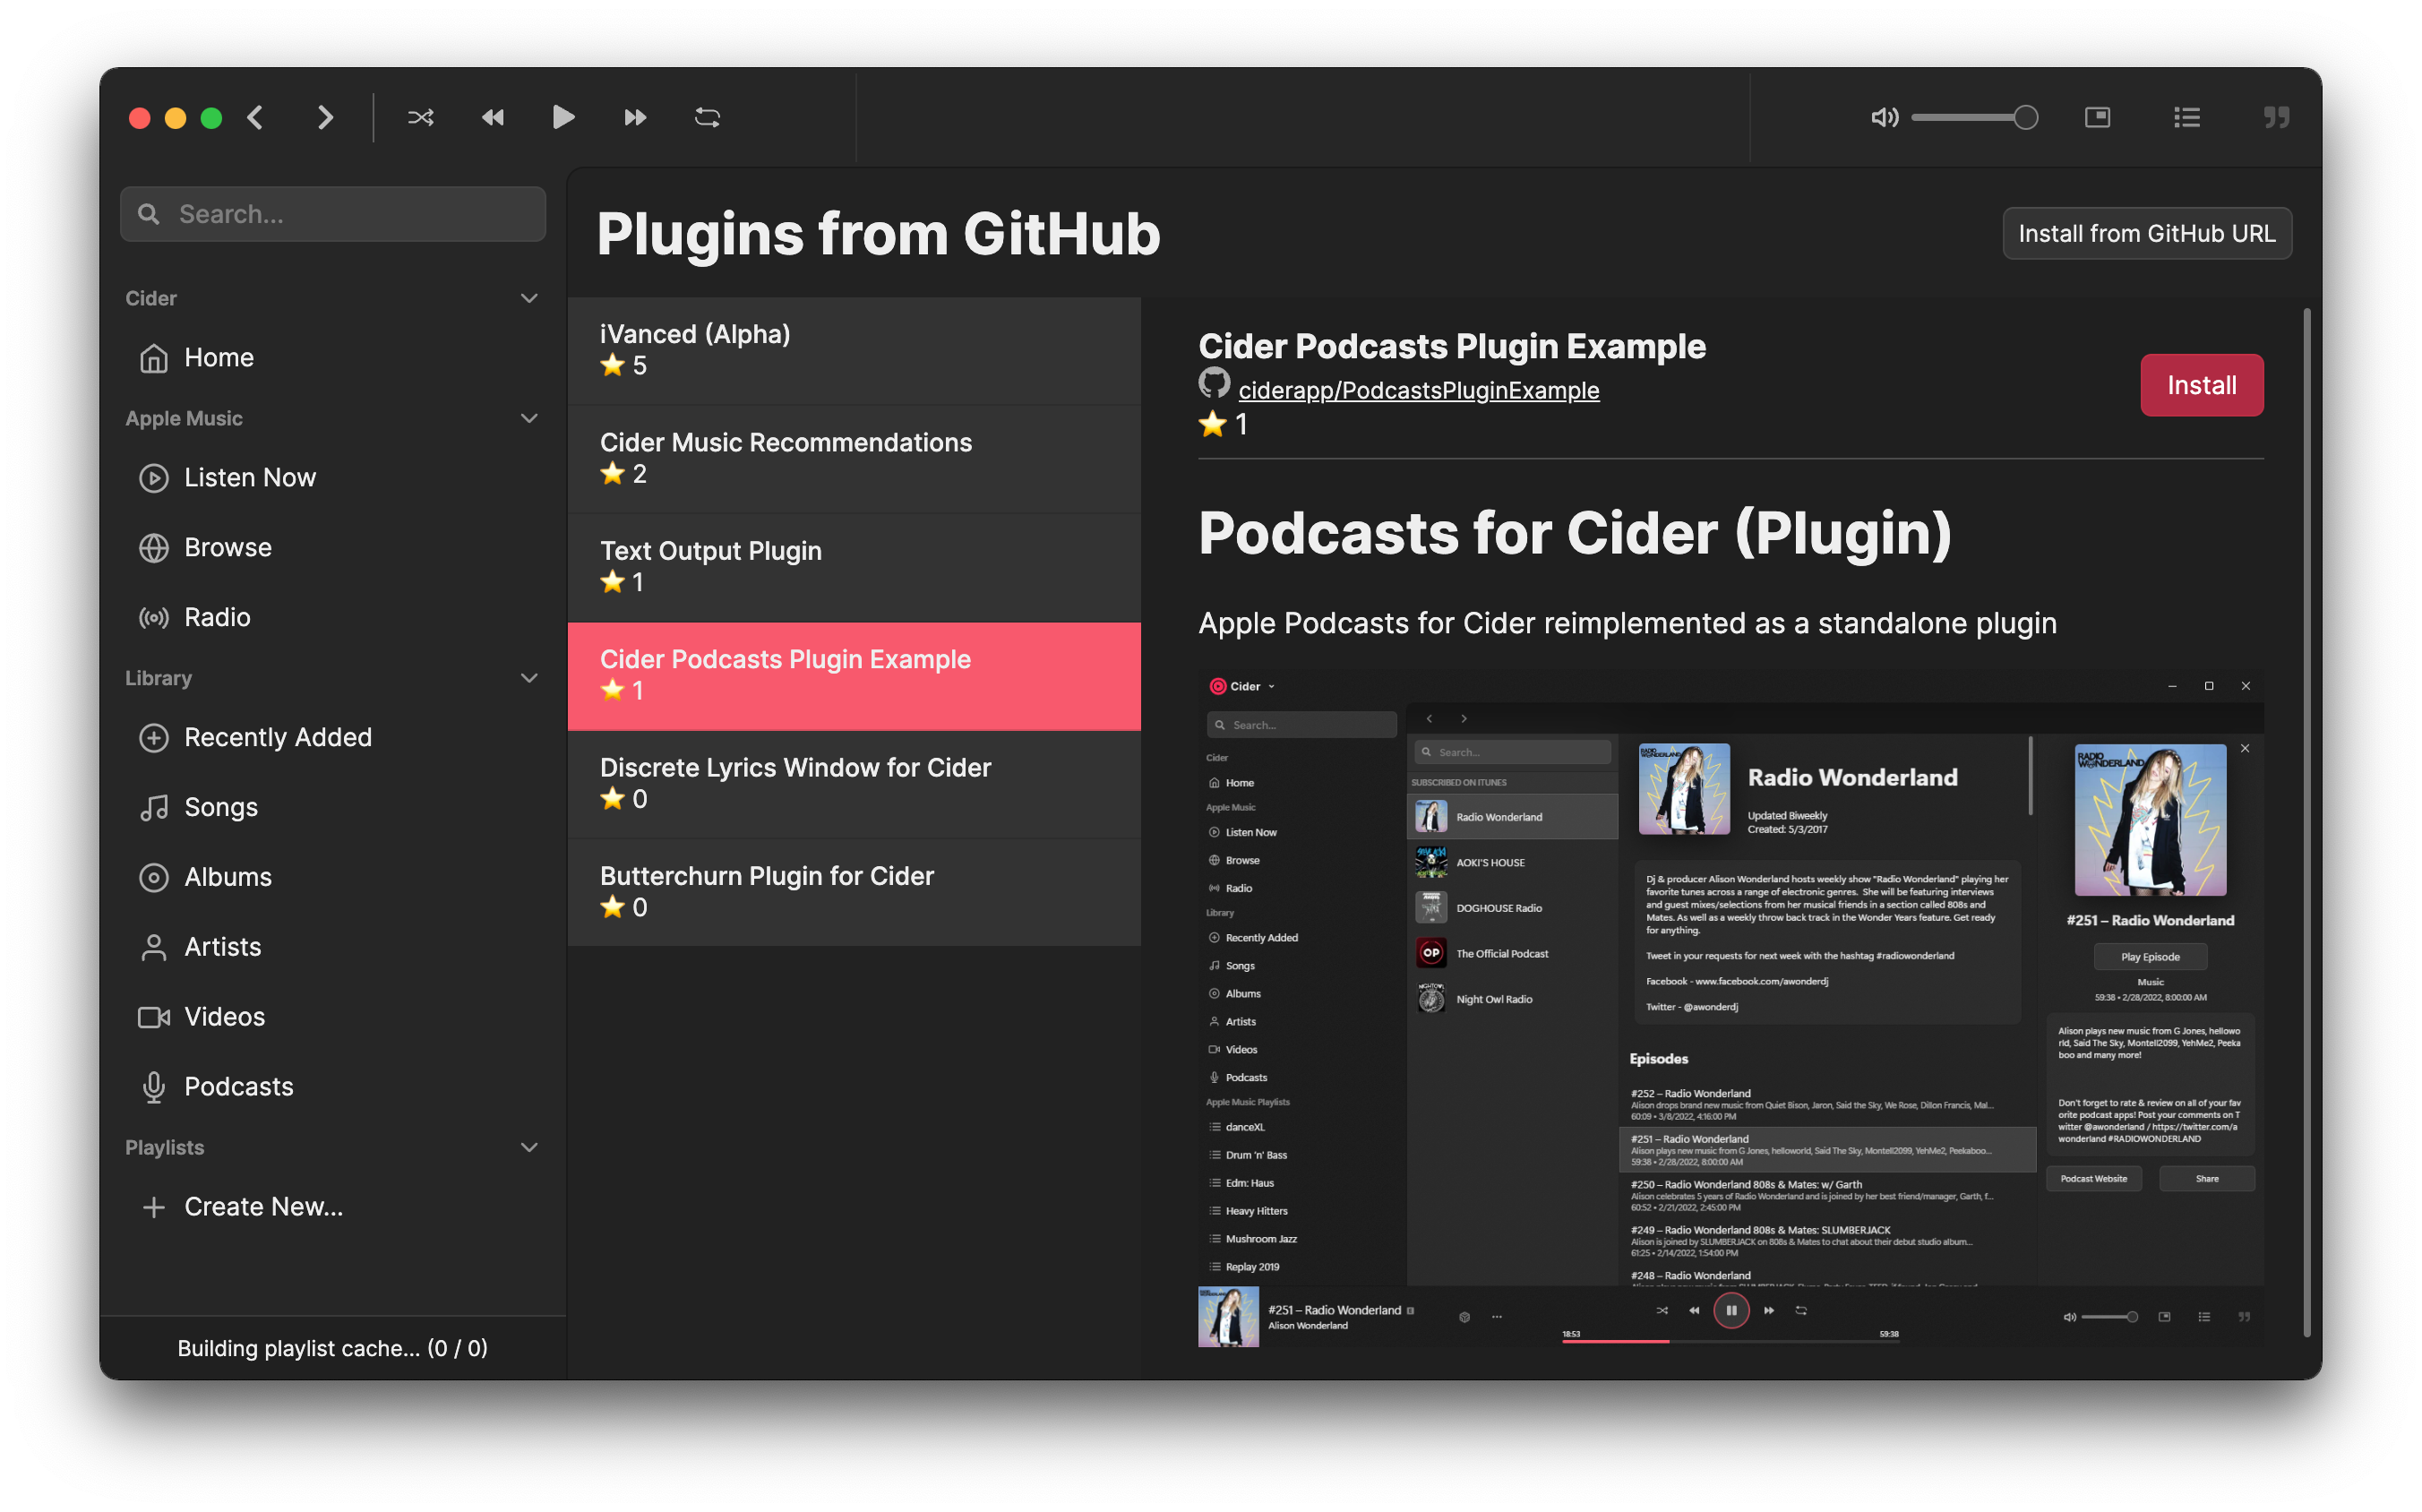 Search...
Cider
Home
Apple Music
Listen Now
Browse
Radio
Library
Recently Added
Songs
Albums
Artists
Videos
Podcasts
Playlists
Create New...
Building playlist cache... (0 / 0)
Plugins from GitHub
Install from GitHub URL
iVanced (Alpha)
⭐ 5
Cider Music Recommendations
⭐ 2
Text Output Plugin
⭐ 1
Cider Podcasts Plugin Example
⭐ 1
Discrete Lyrics Window for Cider
⭐ 0
Butterchurn Plugin for Cider
⭐ 0
Cider Podcasts Plugin Example
ciderapp/PodcastsPluginExample
⭐ 1
Install
Podcasts for Cider (Plugin)
Apple Podcasts for Cider reimplemented as a standalone plugin
Cider
Search...
Cider
Home
Apple Music
Listen Now
Browse
Radio
Library
Recently Added
Songs
Albums
Artists
Videos
Podcasts
Apple Music Playlists
danceXL
Drum 'n' Bass
Edm: Haus
Heavy Hitters
Mushroom Jazz
Replay 2019
Search...
SUBSCRIBED ON ITUNES
Radio Wonderland
AOKI'S HOUSE
DOGHOUSE Radio
OP
The Official Podcast
Night Owl Radio
RADIO
WONDERLAND
Radio Wonderland
Updated Biweekly
Created: 5/3/2017
Dj & producer Alison Wonderland hosts weekly show "Radio Wonderland" playing her
favorite tunes across a range of electronic genres. She will be featuring interviews
and guest mixes/selections from her musical friends in a section called 808s and
Mates. As well as a weekly throw back track in the Wonder Years feature. Get ready
for anything.
Tweet in your requests for next week with the hashtag #radiowonderland
Facebook - www.facebook.com/awonderdj
Twitter - @awonderdj
Episodes
#252 – Radio Wonderland
Alison drops brand new music from Quiet Bison, Jaron, Said the Sky, We Rose, Dillon Francis, Mal...
60:09 • 3/8/2022, 4:16:00 PM
#251 – Radio Wonderland
Alison plays new music from G Jones, helloworld, Said The Sky, Montell2099, YehMe2, Peekaboo...
59:38 • 2/28/2022, 8:00:00 AM
#250 – Radio Wonderland 808s & Mates: w/ Garth
Alison celebrates 5 years of Radio Wonderland and is joined by her best friend/manager, Garth, f...
60:52 • 2/21/2022, 2:45:00 PM
#249 – Radio Wonderland 808s & Mates: SLUMBERJACK
Alison is joined by SLUMBERJACK on 808s & Mates to chat about their debut studio album...
61:25 • 2/14/2022, 1:54:00 PM
#248 – Radio Wonderland
RADIO
WONDERLAND
#251 – Radio Wonderland
Play Episode
Music
59:38 • 2/28/2022, 8:00:00 AM
Alison plays new music from G Jones, hellowo
rld, Said The Sky, Montell2099, YehMe2, Peeka
boo and many more!
Don't forget to rate & review on all of your fav
orite podcast apps! Post your comments on T
witter @awonderland / https://twitter.com/a
wonderland #RADIOWONDERLAND
Podcast Website
Share
#251 – Radio Wonderland
Alison Wonderland
18:53
59:38